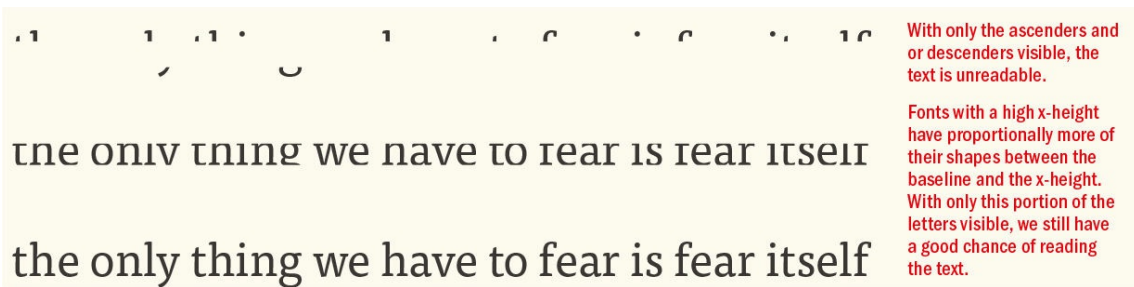 the only thing we have to fear is fear itself
the only thing we have to fear is fear itself
With only the ascenders and
or descenders visible, the
text is unreadable.
Fonts with a high x-height
have proportionally more of
their shapes between the
baseline and the x-height.
With only this portion of the
letters visible, we still have
a good chance of reading
the text.